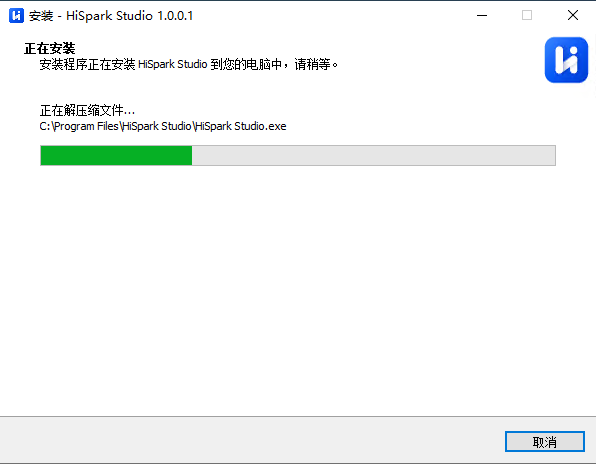 安装 - HiSpark Studio 1.0.0.1
正在安装
安装程序正在安装 HiSpark Studio 到您的电脑中，请稍等。
正在解压缩文件...
C:\Program Files\HiSpark Studio\HiSpark Studio.exe
取消